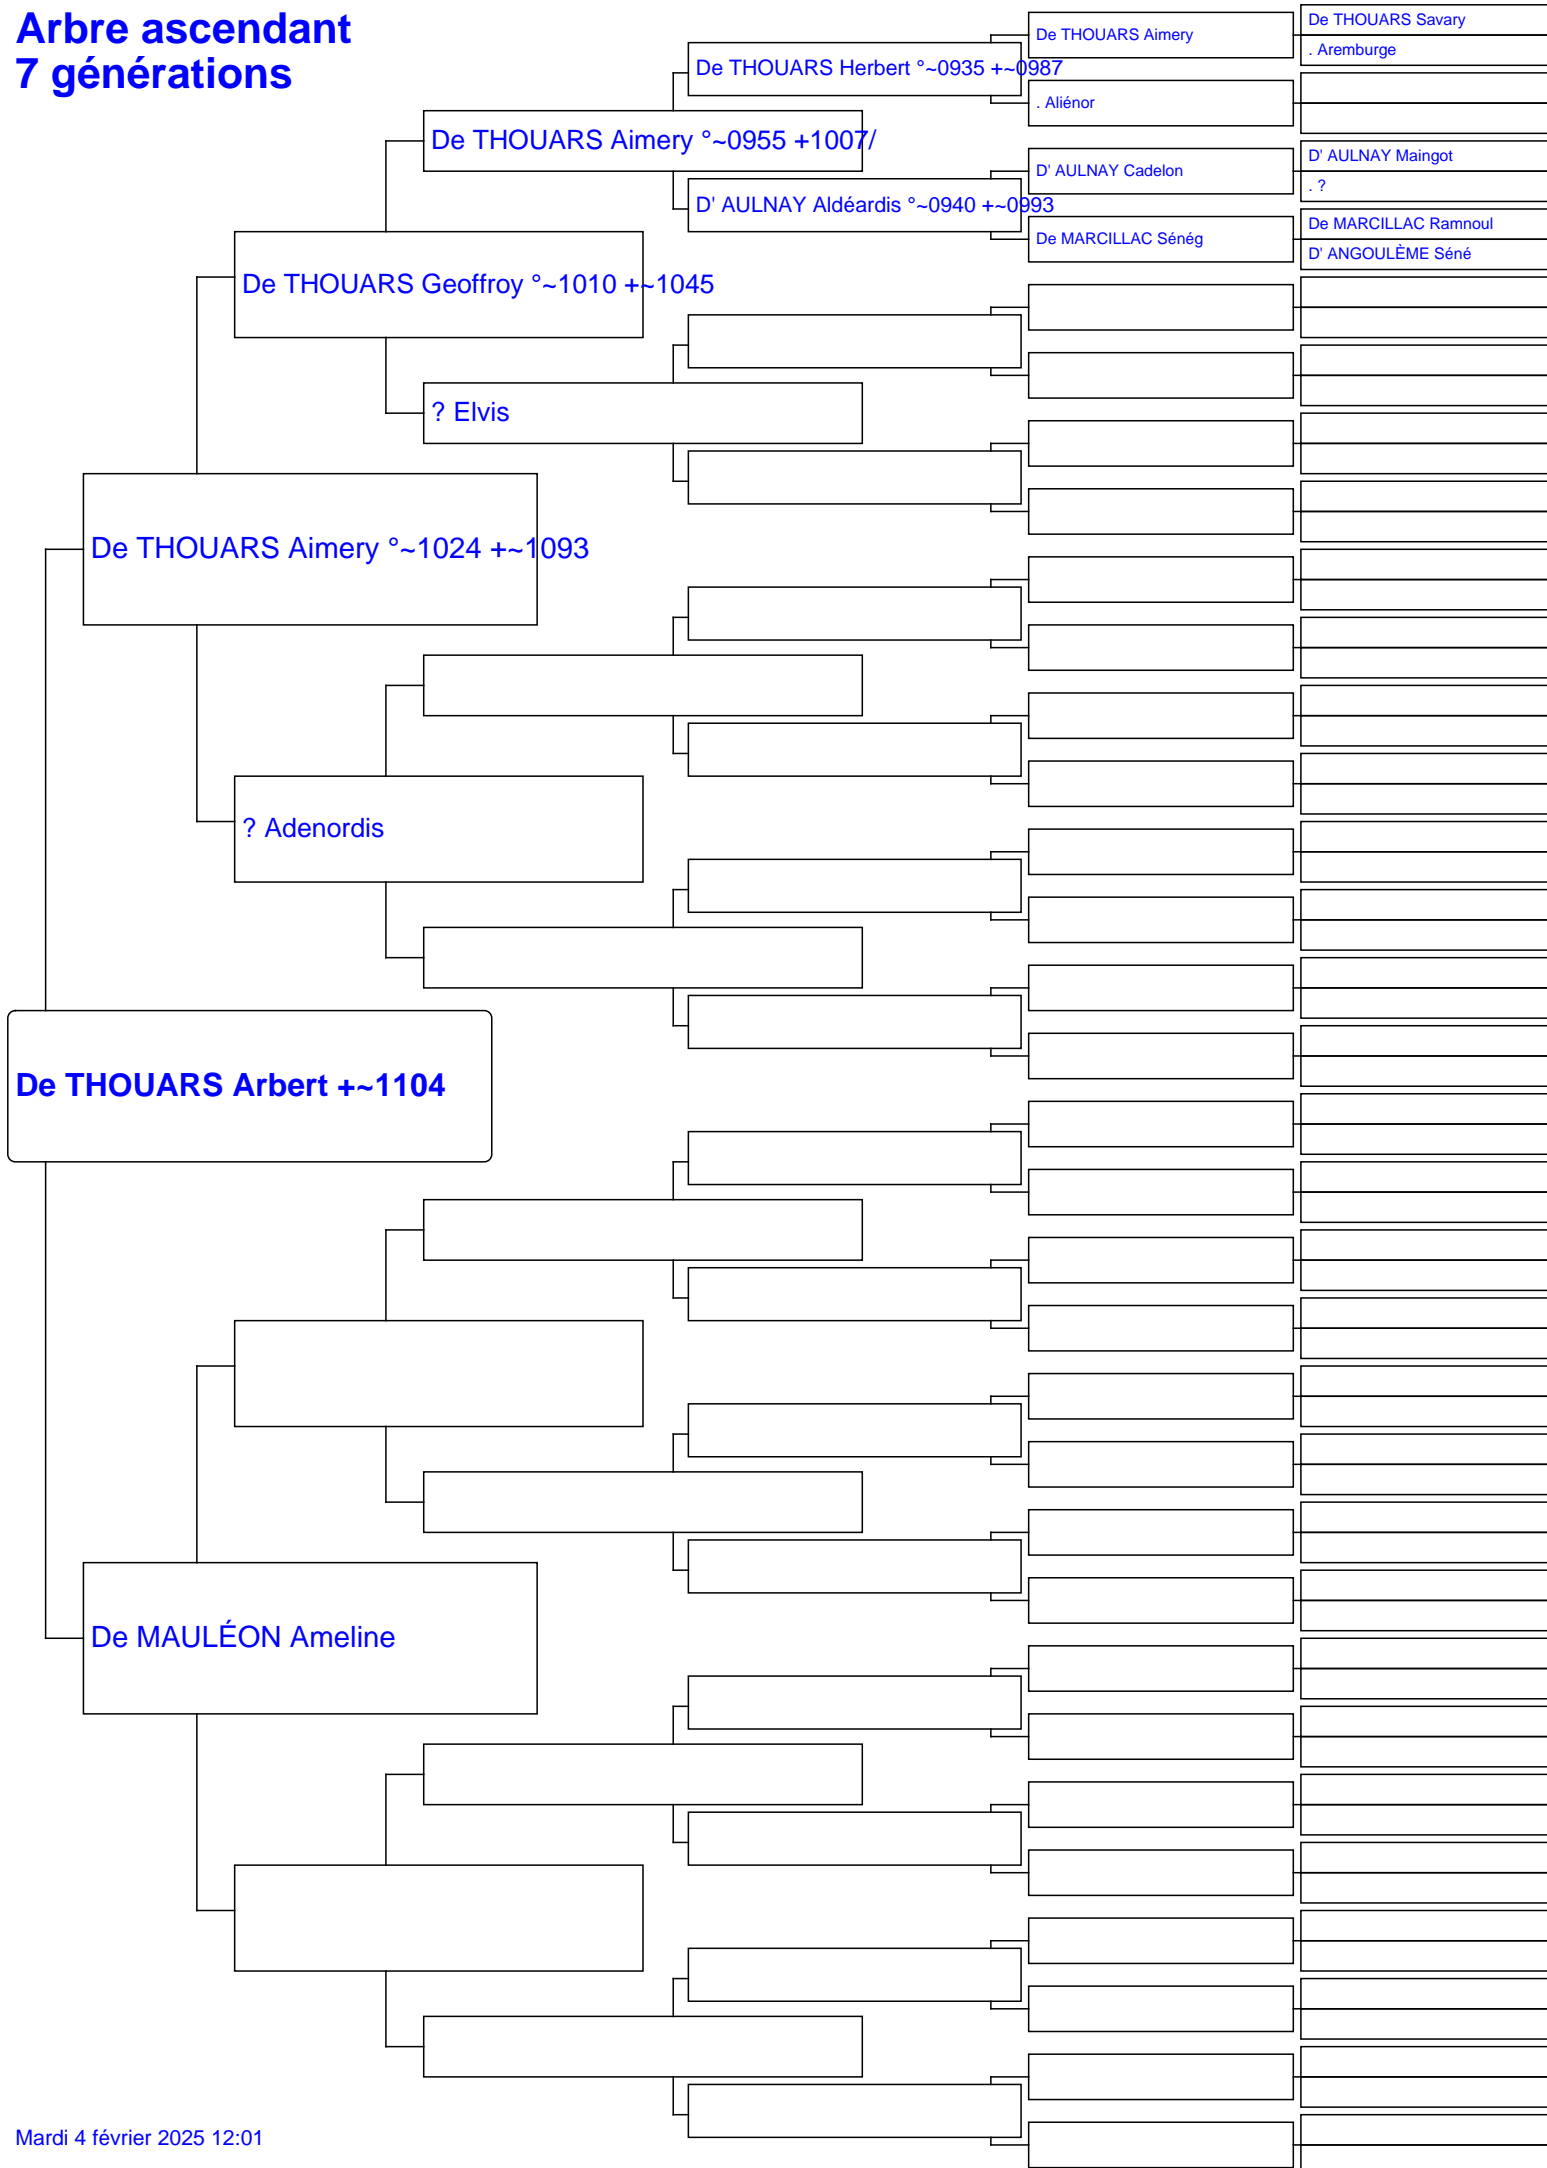 Arbre ascendant
7 générations
De THOUARS Savary
De THOUARS Aimery
. Aremburge
De THOUARS Herbert °~0935 +~0987
. Aliénor
De THOUARS Aimery °~0955 +1007/
D' AULNAY Maingot
D' AULNAY Cadelon
. ?
D' AULNAY Aldéardis °~0940 +~0993
De MARCILLAC Ramnoul
De MARCILLAC Sénég
D' ANGOULÈME Séné
De THOUARS Geoffroy °~1010 +~1045
? Elvis
De THOUARS Aimery °~1024 +~1093
? Adenordis
De THOUARS Arbert +~1104
De MAULÉON Ameline
Mardi 4 février 2025 12:01